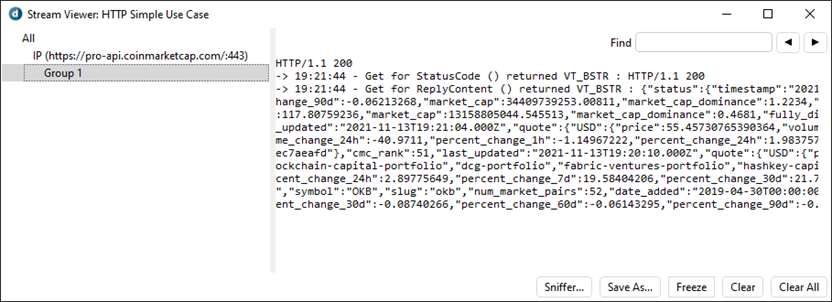 Stream Viewer: HTTP Simple Use Case
All
IP (https://pro-api.coinmarketcap.com/:443)
Group 1
Find
HTTP/1.1 200
-> 19:21:44 - Get for StatusCode () returned VT_BSTR : HTTP/1.1 200
-> 19:21:44 - Get for ReplyContent () returned VT_BSTR : {"status":{"timestamp":"2021
hange_90d":-0.06213268,"market_cap":34409739253.00811,"market_cap_dominance":1.2234,"
:117.80759236,"market_cap":13158805044.545513,"market_cap_dominance":0.4681,"fully_di
_updated":"2021-11-13T19:21:04.000Z","quote":{"USD":{"price":55.45730765390364,"volum
me_change_24h":-40.9711,"percent_change_1h":-1.14967222,"percent_change_24h":1.983757
ec7aeafd"},"cmc_rank":51,"last_updated":"2021-11-13T19:20:10.000Z","quote":{"USD":{"p
ockchain-capital-portfolio","dcg-portfolio","fabric-ventures-portfolio","hashkey-capi
cent_change_24h":2.89775649,"percent_change_7d":19.58404206,"percent_change_30d":21.7
","symbol":"OKB","slug":"okb","num_market_pairs":52,"date_added":"2019-04-30T00:00:00
ent_change_30d":-0.08740266,"percent_change_60d":-0.06143295,"percent_change_90d":-0.
Sniffer... Save As... Freeze Clear Clear All